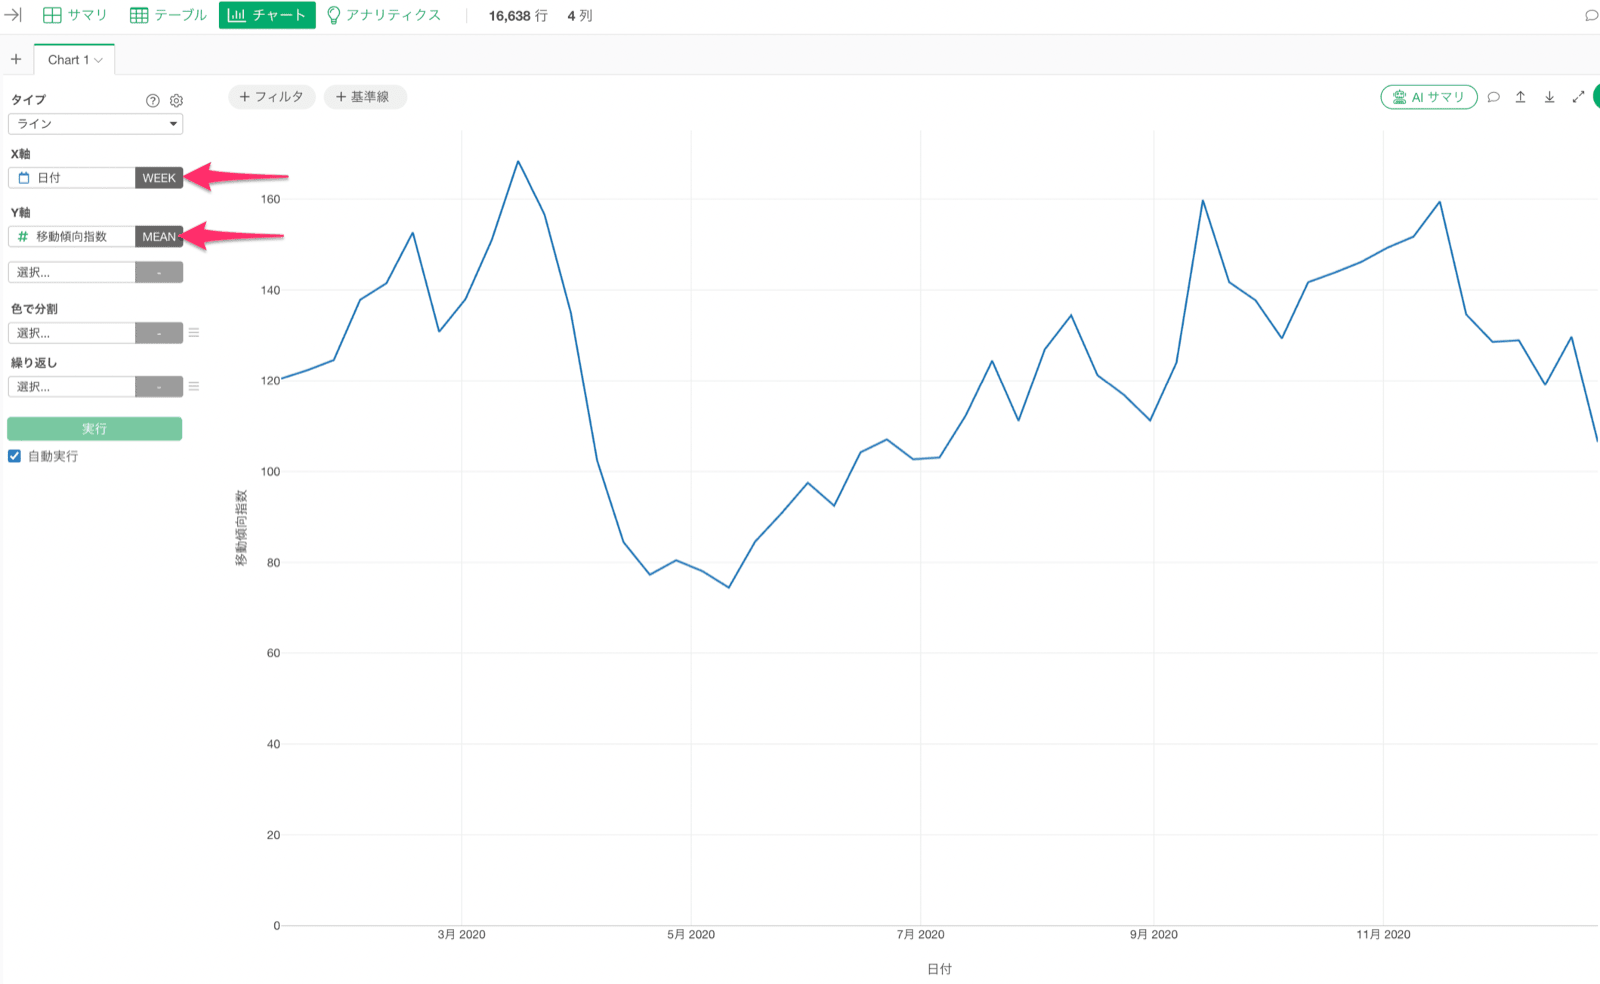 サマリ テーブル チャート アナリティクス 16,638 行 4 列
+ Chart 1
タイプ
ライン
X軸
日付 WEEK
Y軸
# 移動傾向指数 MEAN
選択... -
色で分割
選択... -
繰り返し
選択... -
実行
自動実行
+ フィルタ + 基準線
AI サマリ
160
140
120
100
80
60
40
20
0
移動傾向指数
3月 2020 5月 2020 7月 2020 9月 2020 11月 2020
日付